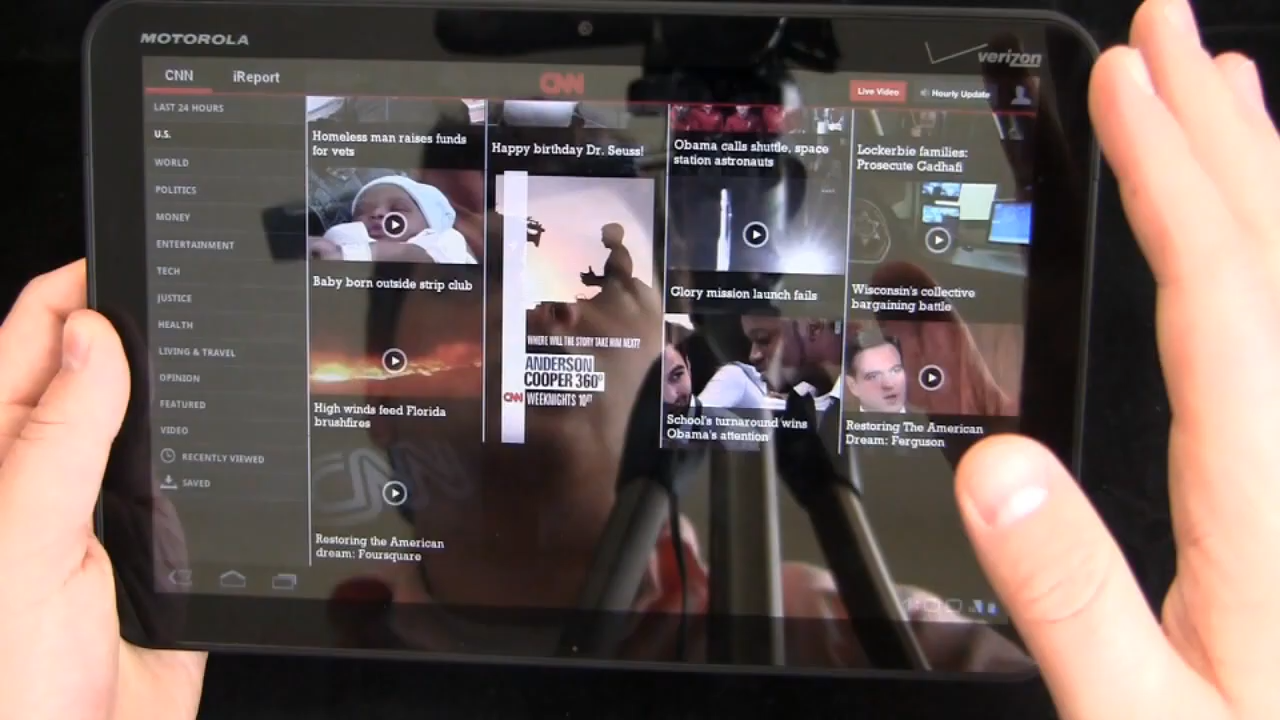 MOTOROLA
verizon
CNN
iReport
CNN
Live Video
Hourly Update
LAST 24 HOURS
U.S.
WORLD
POLITICS
MONEY
ENTERTAINMENT
TECH
JUSTICE
HEALTH
LIVING & TRAVEL
OPINION
FEATURED
VIDEO
RECENTLY VIEWED
SAVED
Homeless man raises funds
for vets
Baby born outside strip club
High winds feed Florida
brushfires
CNN
Restoring the American
dream: Foursquare
Happy birthday Dr. Seuss!
WHERE WILL THE STORY TAKE HIM NEXT?
ANDERSON
COOPER 360°
CNN
WEEKNIGHTS 10ET
Obama calls shuttle, space
station astronauts
Glory mission launch fails
School's turnaround wins
Obama's attention
Lockerbie families:
Prosecute Gadhafi
Wisconsin's collective
bargaining battle
Restoring The American
Dream: Ferguson